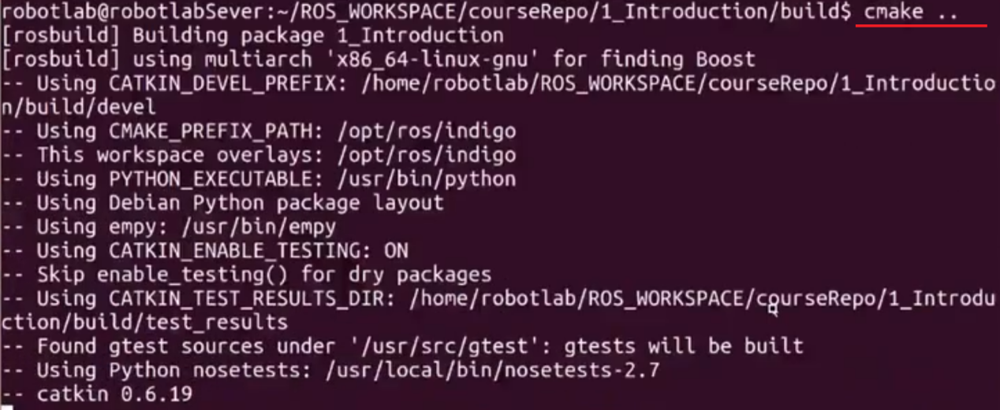 robotlab@robotlabSever:~/ROS_WORKSPACE/courseRepo/1_Introduction/build$ cmake ..
[rosbuild] Building package 1_Introduction
[rosbuild] using multiarch 'x86_64-linux-gnu' for finding Boost
-- Using CATKIN_DEVEL_PREFIX: /home/robotlab/ROS_WORKSPACE/courseRepo/1_Introductio
n/build/devel
-- Using CMAKE_PREFIX_PATH: /opt/ros/indigo
-- This workspace overlays: /opt/ros/indigo
-- Using PYTHON_EXECUTABLE: /usr/bin/python
-- Using Debian Python package layout
-- Using empy: /usr/bin/empy
-- Using CATKIN_ENABLE_TESTING: ON
-- Skip enable_testing() for dry packages
-- Using CATKIN_TEST_RESULTS_DIR: /home/robotlab/ROS_WORKSPACE/courseRepo/1_Introdu
ction/build/test_results
-- Found gtest sources under '/usr/src/gtest': gtests will be built
-- Using Python nosetests: /usr/local/bin/nosetests-2.7
-- catkin 0.6.19